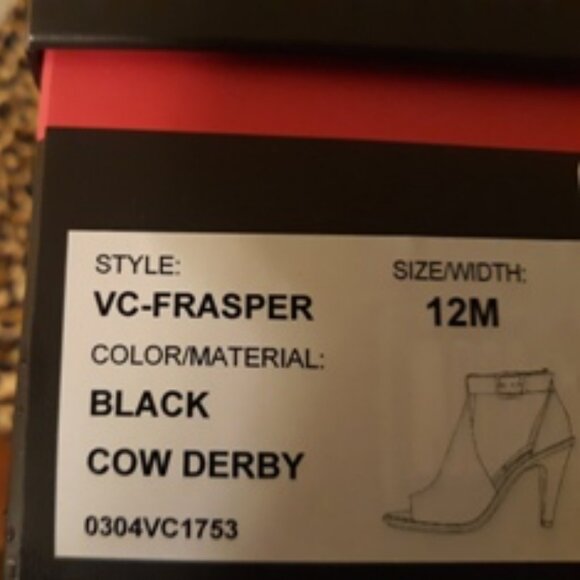 STYLE:
VC-FRASPER
SIZE/WIDTH:
12M
COLOR/MATERIAL:
BLACK
COW DERBY
0304VC1753